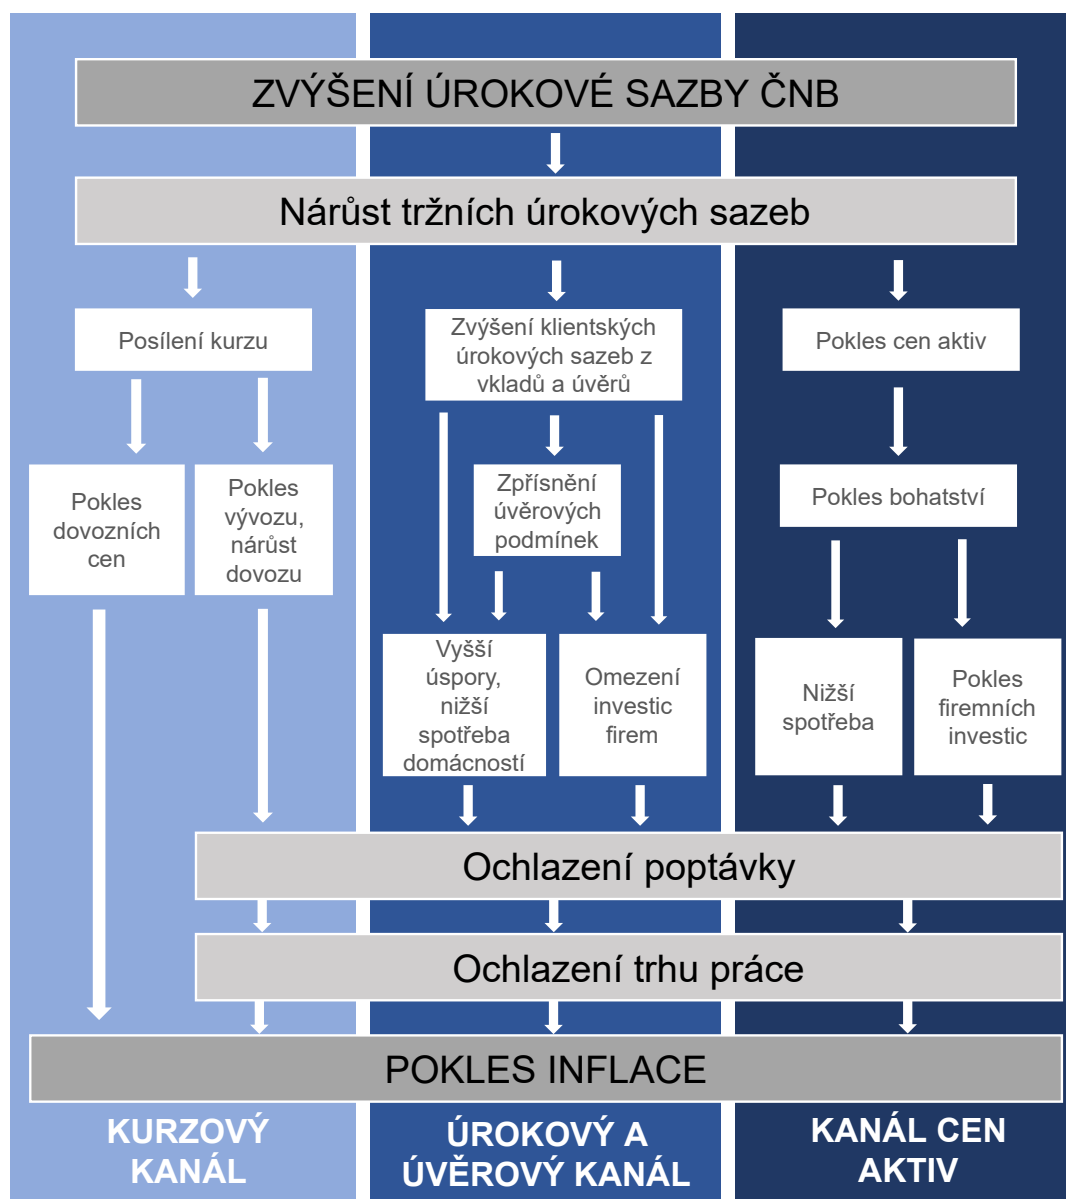 ZVÝŠENÍ ÚROKOVÉ SAZBY ČNB
Nárůst tržních úrokových sazeb
Posílení kurzu
Zvýšení klientských
úrokových sazeb z
vkladů a úvěrů
Pokles cen aktiv
Pokles
dovozních
cen
Pokles
vývozu,
nárůst
dovozu
Zpřísnění
úvěrových
podmínek
Pokles bohatství
Vyšší
úspory,
nižší
spotřeba
domácností
Omezení
investic
firem
Nižší
spotřeba
Pokles
firemních
investic
Ochlazení poptávky
Ochlazení trhu práce
POKLES INFLACE
KURZOVÝ
KANÁL
ÚROKOVÝ A
ÚVĚROVÝ KANÁL
KANÁL CEN
AKTIV